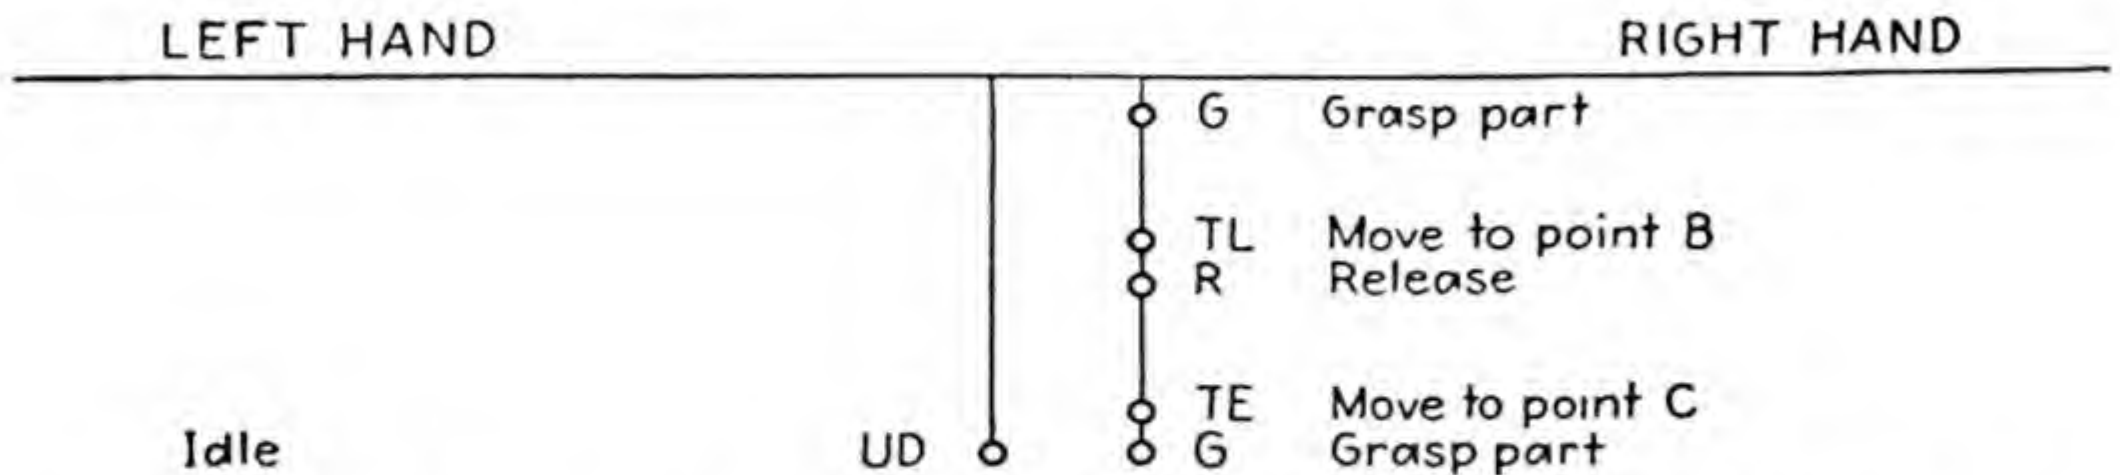 LEFT HAND RIGHT HAND
G Grasp part
TL Move to point B
R Release
TE Move to point C
Idle UD G Grasp part